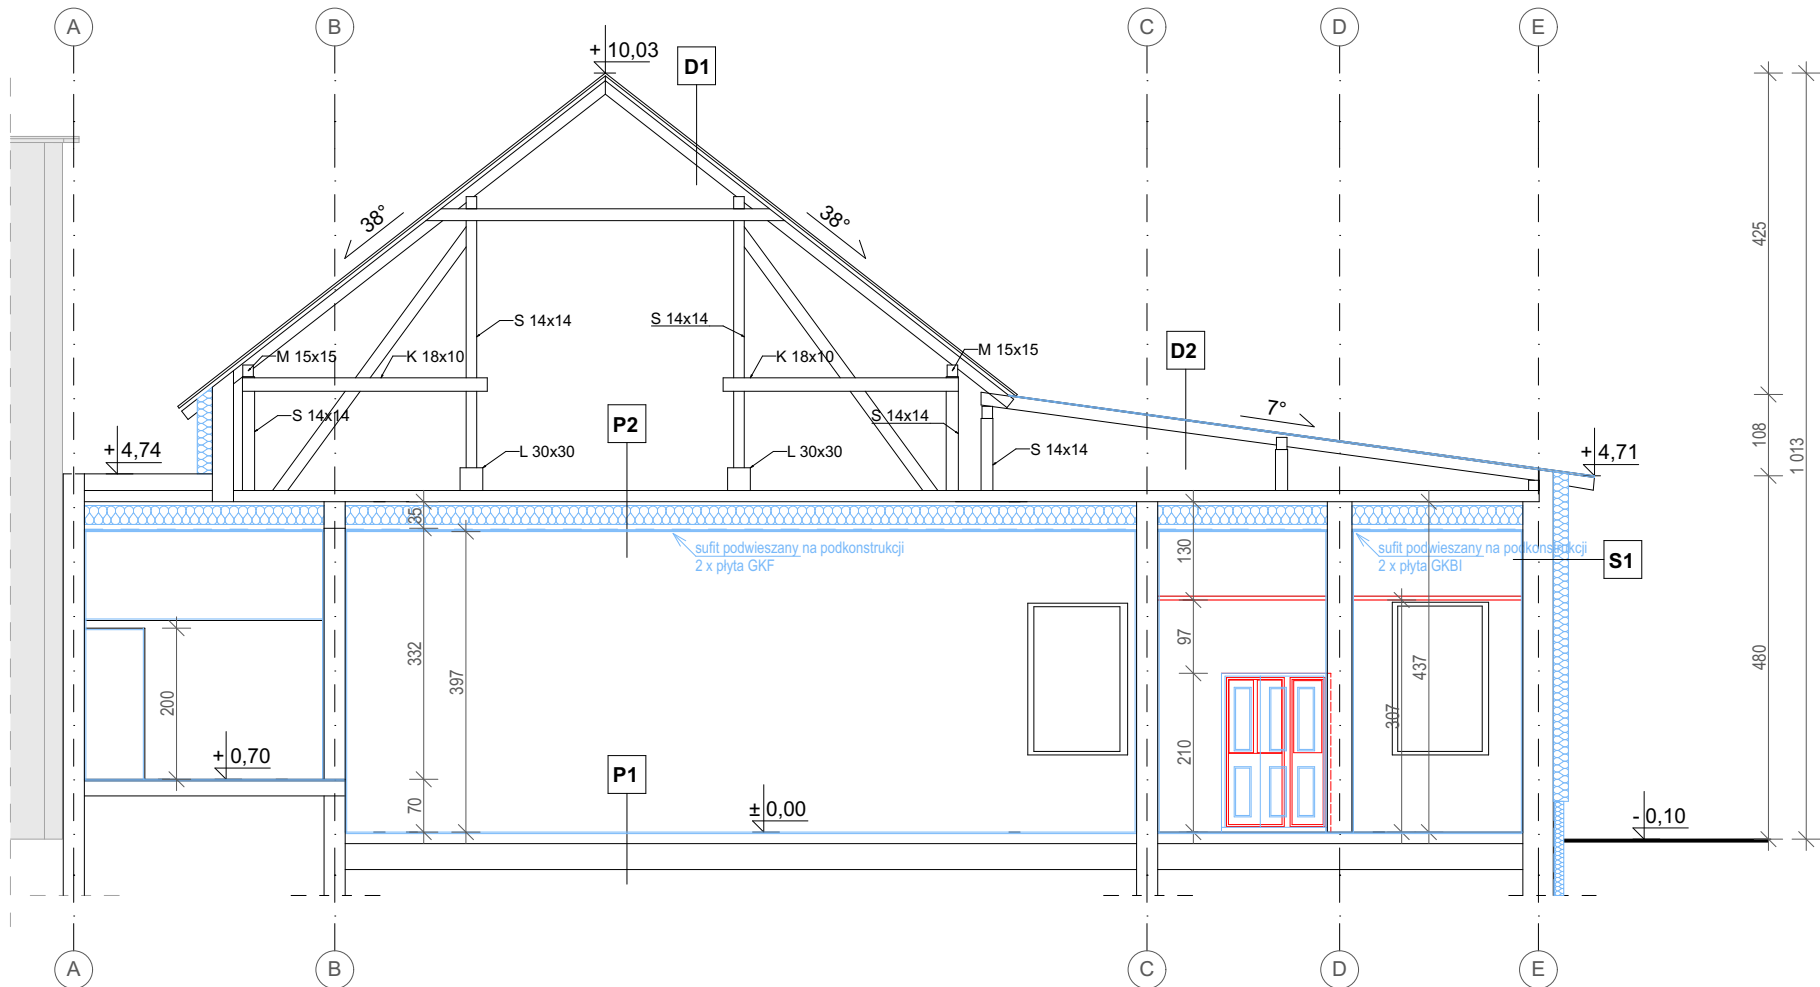 A
B
C
D
E
+ 10,03
D1
38°
38°
425
1 013
S 14x14
S 14x14
M 15x15
K 18x10
K 18x10
M 15x15
D2
S 14x14
P2
S 14x14
7°
108
+ 4,74
L 30x30
L 30x30
S 14x14
+ 4,71
35
130
sufit podwieszany na podkonstrukcji
2 x płyta GKF
sufit podwieszany na podkonstrukcji
2 x płyta GKBI
S1
332
397
97
437
480
200
307
210
+ 0,70
P1
70
± 0,00
- 0,10
A
B
C
D
E